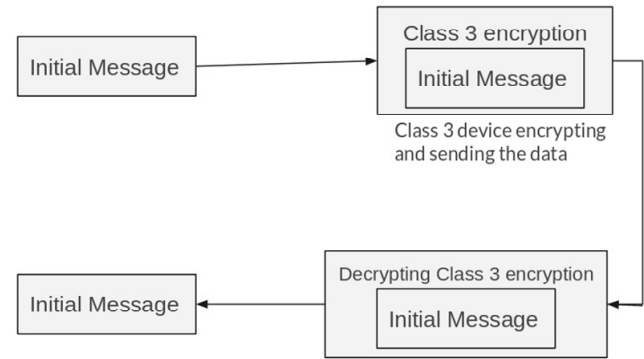 Initial Message
Class 3 encryption
Initial Message
Class 3 device encrypting
and sending the data
Initial Message
Decrypting Class 3 encryption
Initial Message